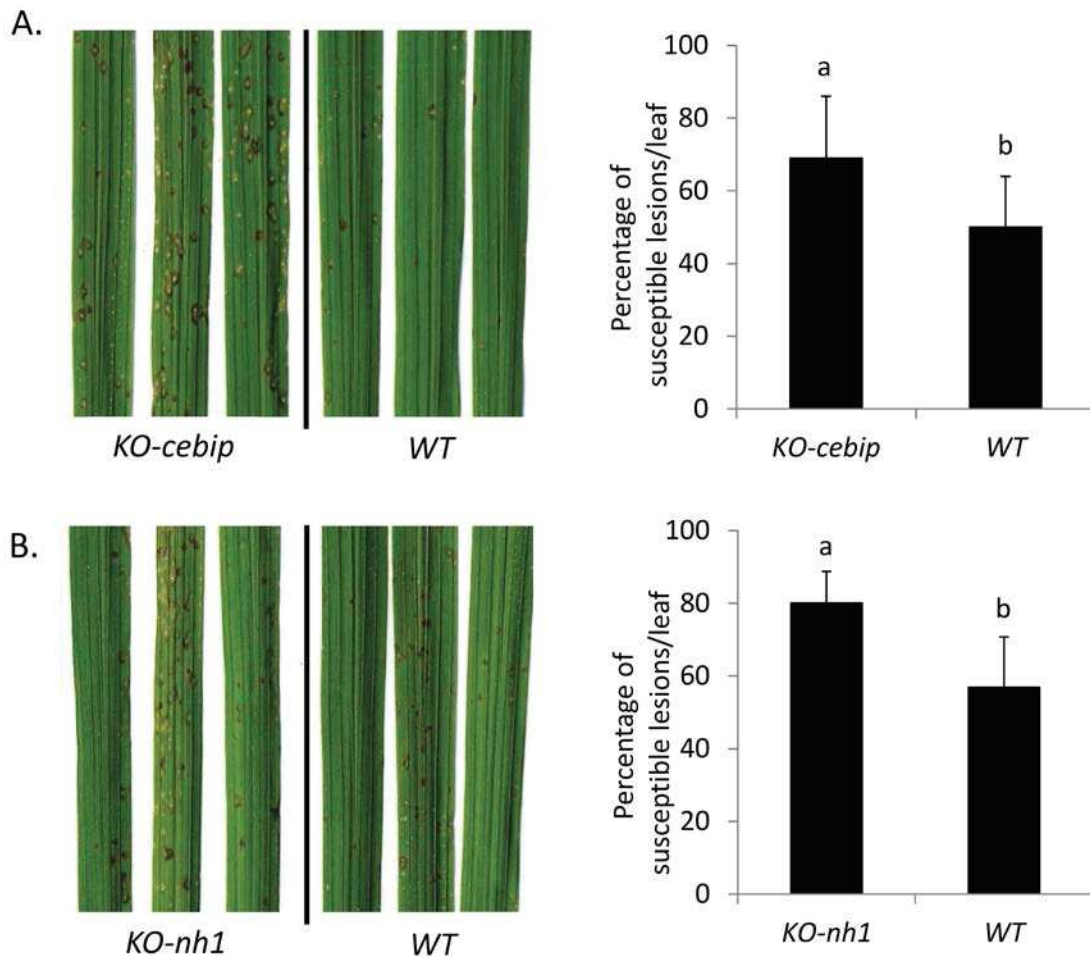 A.
KO-cebip
WT
Percentage of
susceptible lesions/leaf
100
80
60
40
20
0
a
b
KO-cebip
WT
B.
KO-nh1
WT
Percentage of
susceptible lesions/leaf
100
80
60
40
20
0
a
b
KO-nh1
WT